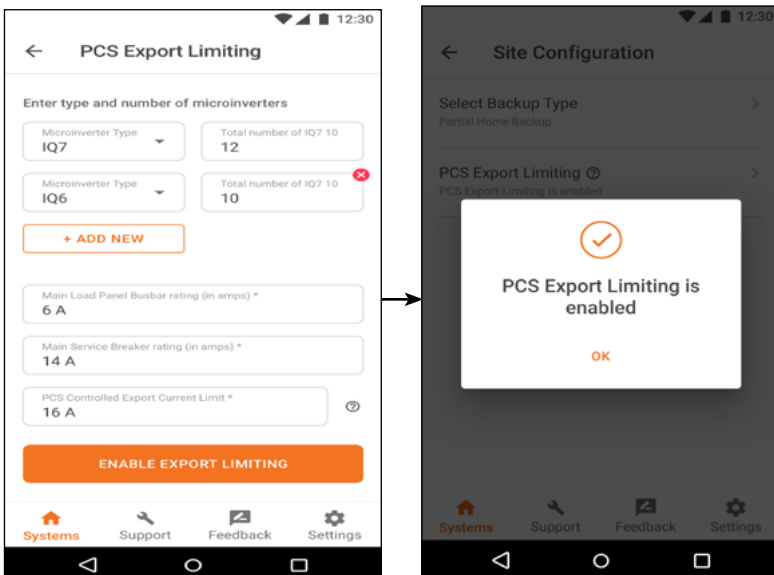 12:30
PCS Export Limiting
Enter type and number of microinverters
Microinverter Type
IQ7
Total number of IQ7 10
12
Microinverter Type
IQ6
Total number of IQ7 10
10
+ ADD NEW
Main Load Panel Busbar rating (in amps) *
6 A
Main Service Breaker rating (in amps) *
14 A
PCS Controlled Export Current Limit *
16 A
ENABLE EXPORT LIMITING
Systems Support Feedback Settings
12:30
Site Configuration
Select Backup Type
Partial Home Backup
PCS Export Limiting
PCS Export Limiting is enabled
PCS Export Limiting is
enabled
OK
Systems Support Feedback Settings